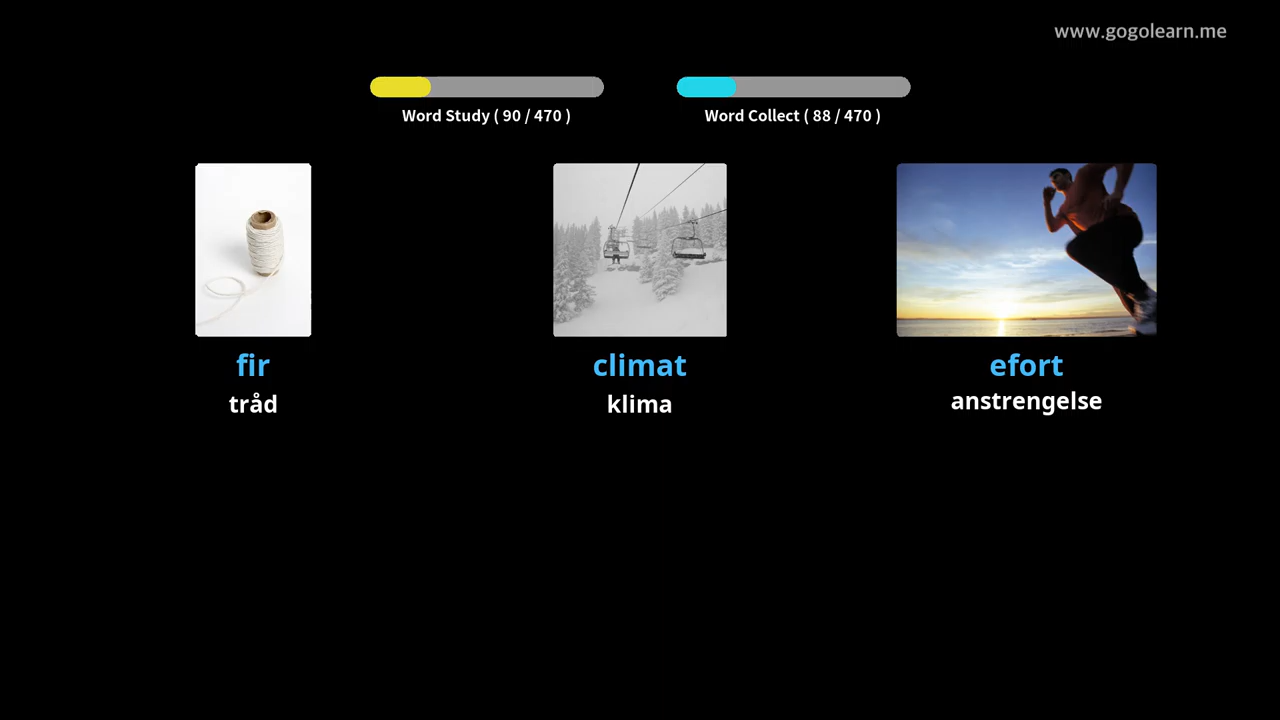 www.gogolearn.me
Word Study ( 90 / 470 )
Word Collect ( 88 / 470 )
fir
tråd
climat
klima
efort
anstrengelse